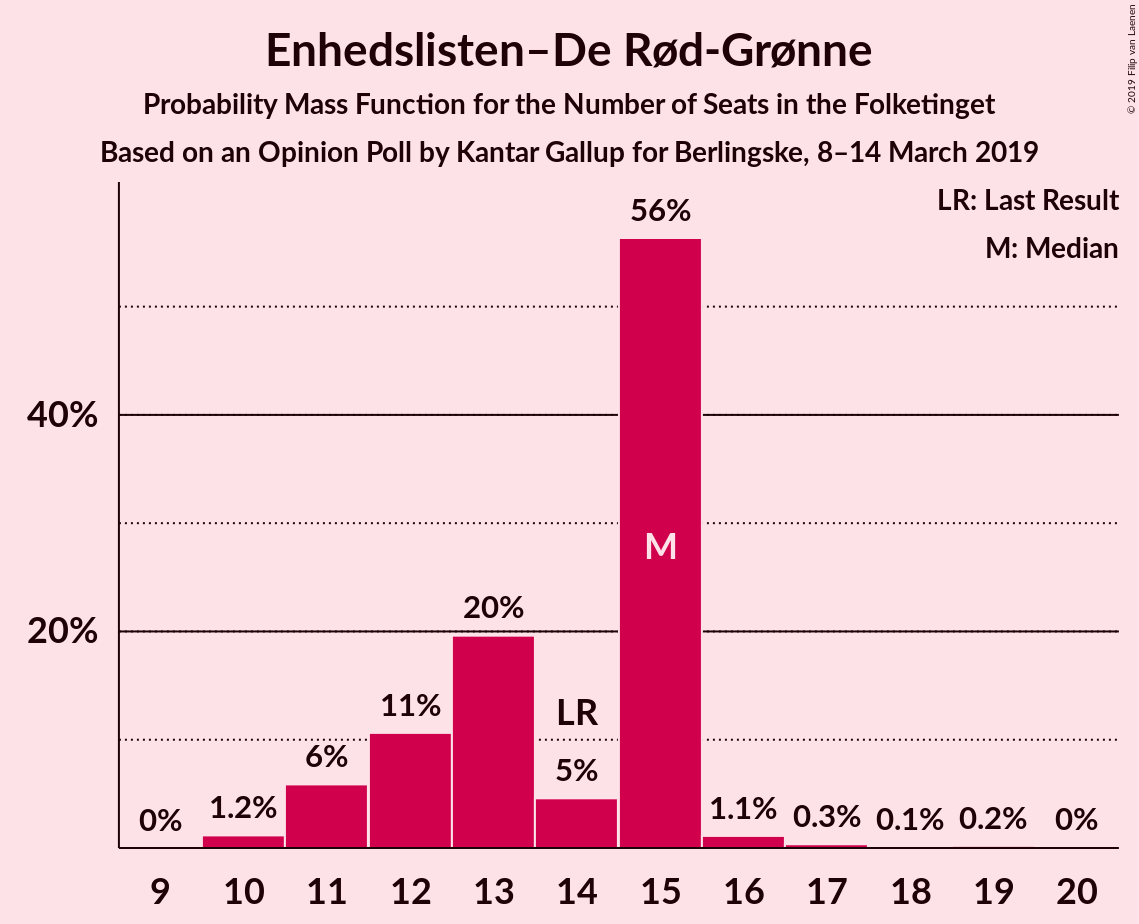 Enhedslisten–De Rød-Grønne
Probability Mass Function for the Number of Seats in the Folketinget
Based on an Opinion Poll by Kantar Gallup for Berlingske, 8–14 March 2019
© 2019 Filip van Laenen
LR: Last Result
M: Median
56%
40%
M
20%
20%
11%
LR
6%
5%
0%
1.2%
1.1%
0.3%
0.1%
0.2%
0%
9 10 11 12 13 14 15 16 17 18 19 20